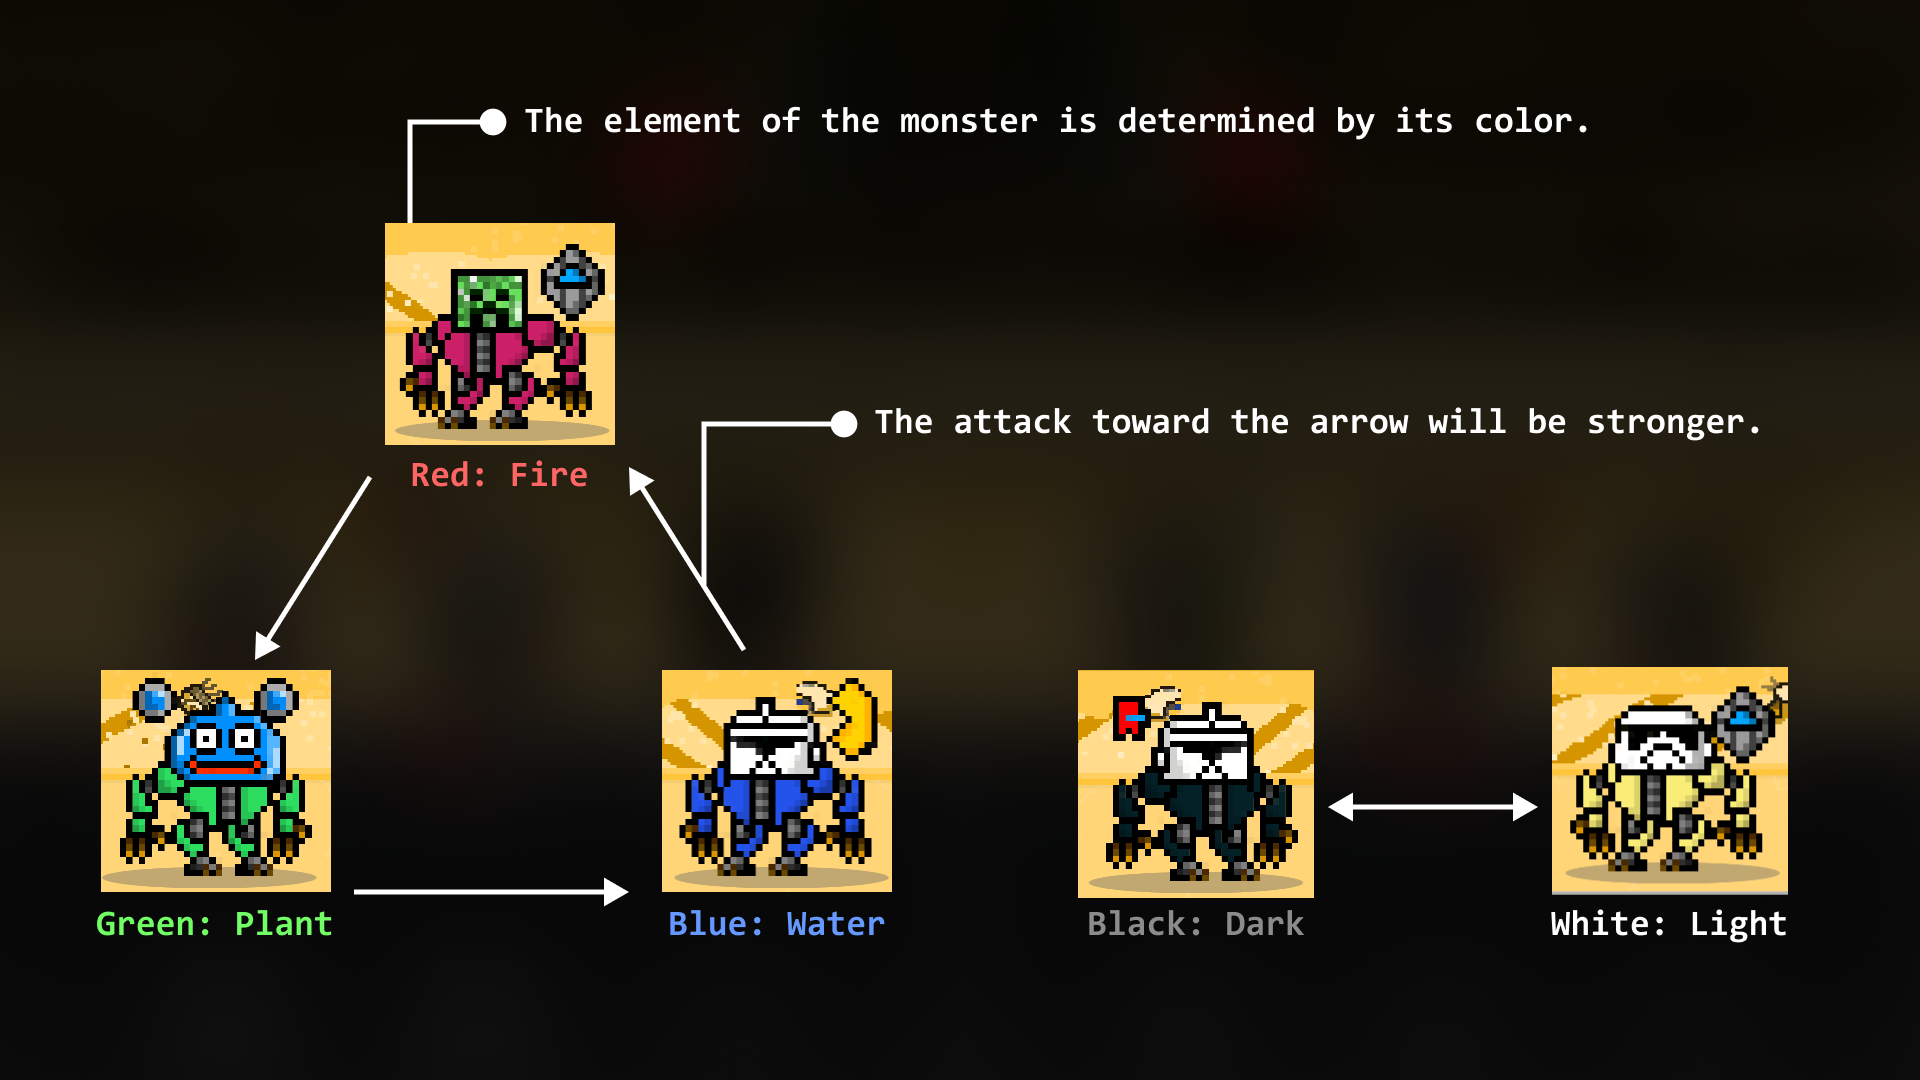 The element of the monster is determined by its color.
The attack toward the arrow will be stronger.
Red: Fire
Green: Plant
Blue: Water
Black: Dark
White: Light